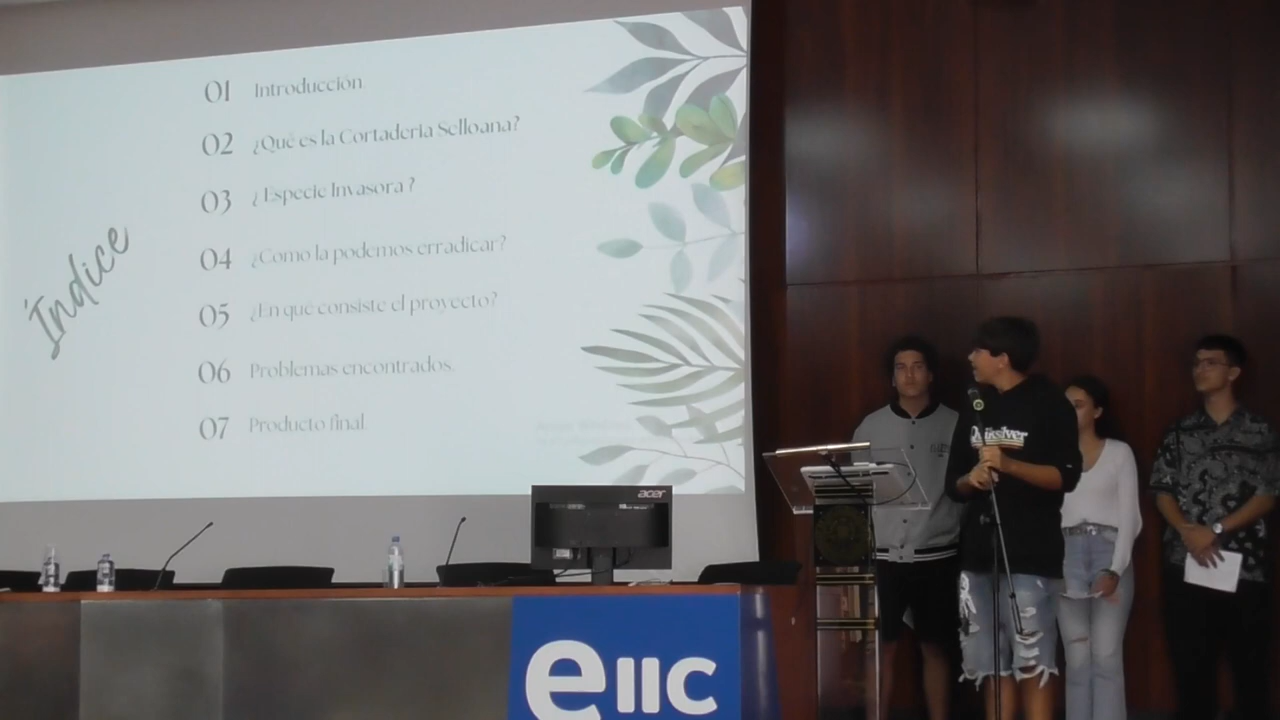 Índice
01 Introducción.
02 ¿Qué es la Cortadería Selloana?
03 ¿ Especie Invasora ?
04 ¿Como la podemos erradicar?
05 ¿En qué consiste el proyecto?
06 Problemas encontrados.
07 Producto final
acer
Quiksilver
eiic